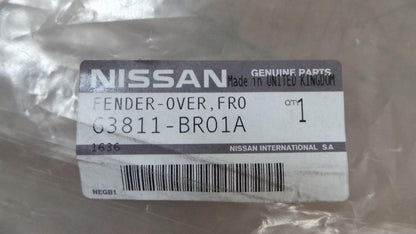 NISSAN GENUINE PARTS
Made in UNITED KINGDOM
FENDER-OVER,FRO QTY 1
63811-BR01A
1636 NISSAN INTERNATIONAL SA
NEGB1